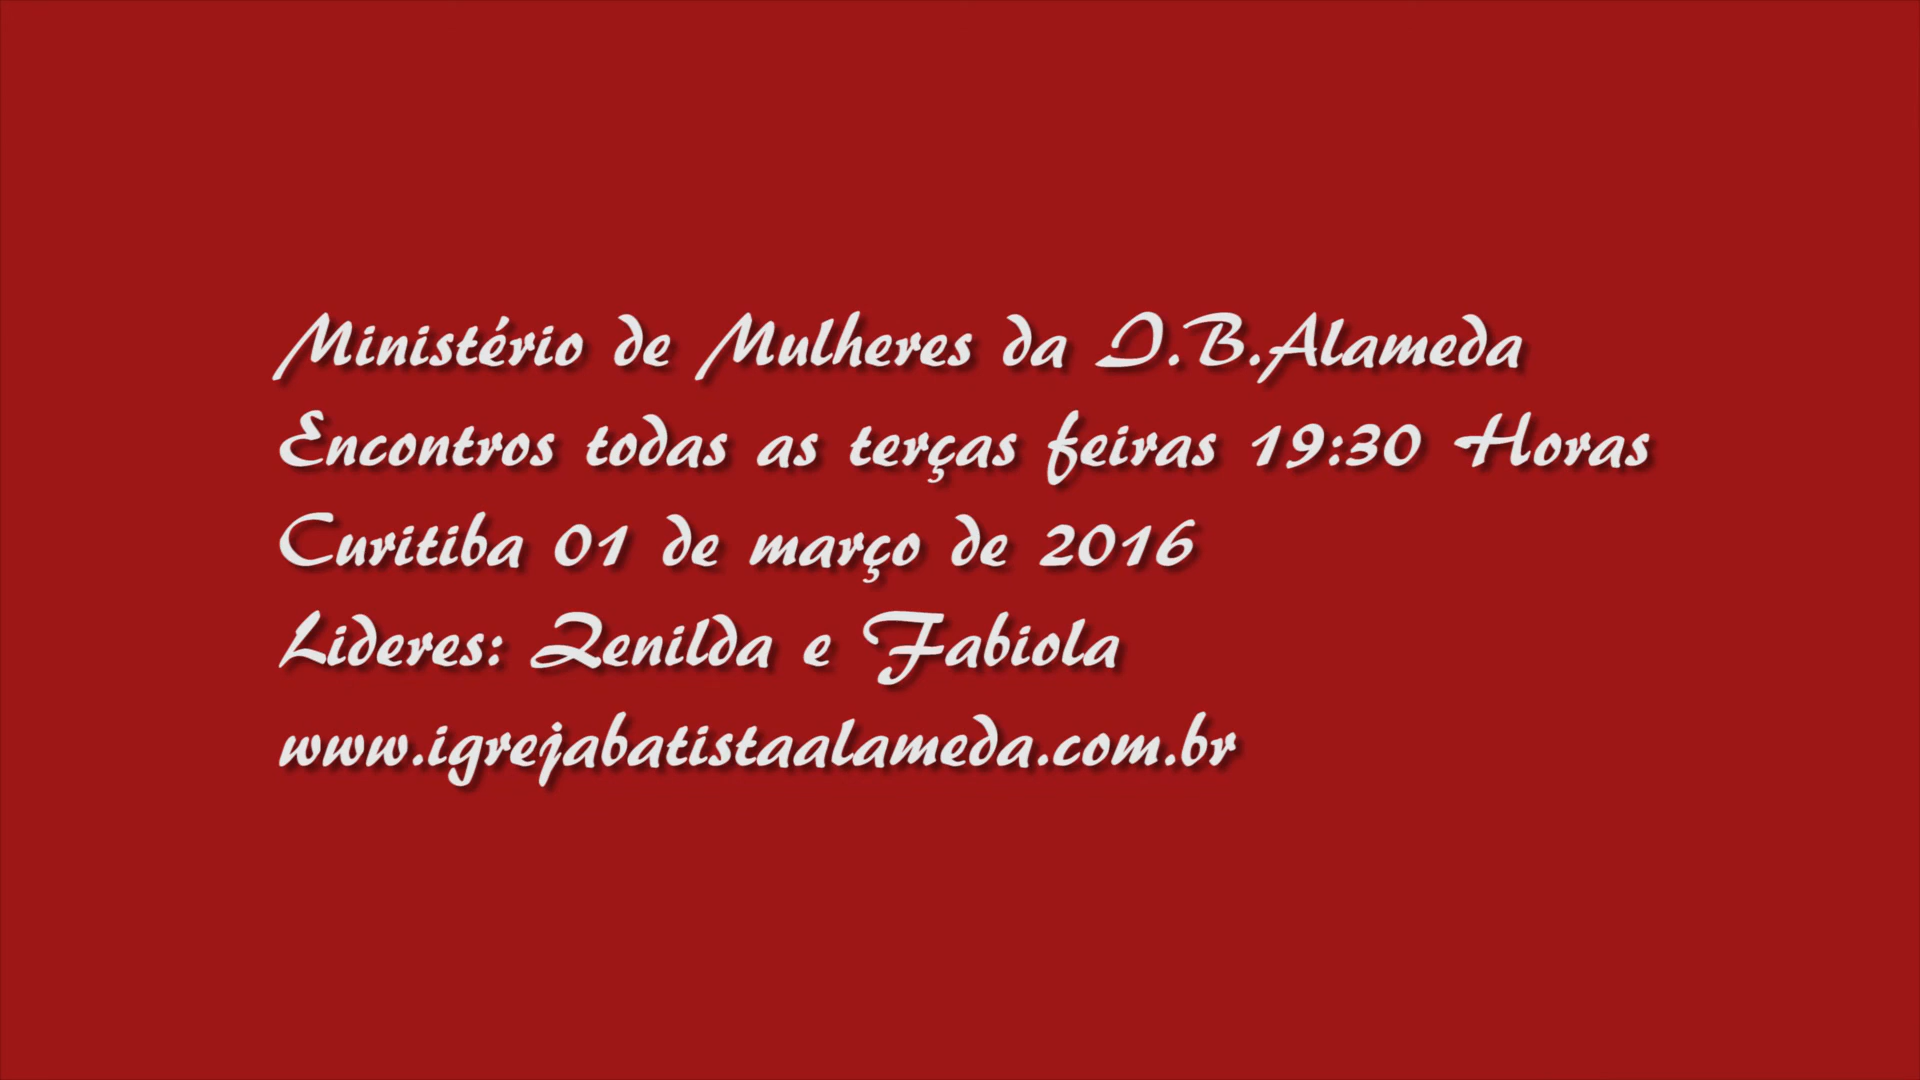 Ministério de Mulheres da I.B.Alameda
Encontros todas as terças feiras 19:30 Horas
Curitiba 01 de março de 2016
Lideres: Zenilda e Fabiola
www.igrejabatistaalameda.com.br